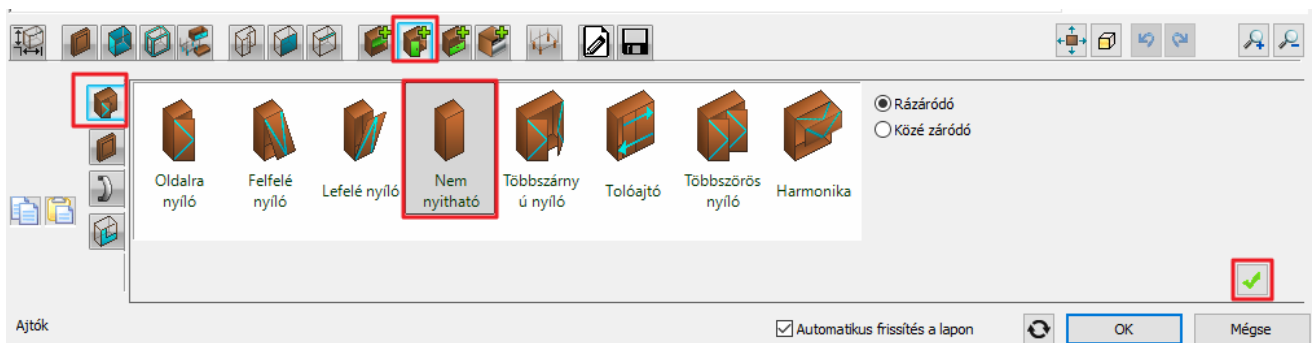 Oldalra
nyíló
Felfelé
nyíló
Lefelé nyíló
Nem
nyitható
Többszárny
ú nyíló
Tolóajtó
Többszörös
nyíló
Harmonika
Rázáródó
Közé záródó
Ajtók
Automatikus frissítés a lapon
OK
Mégse